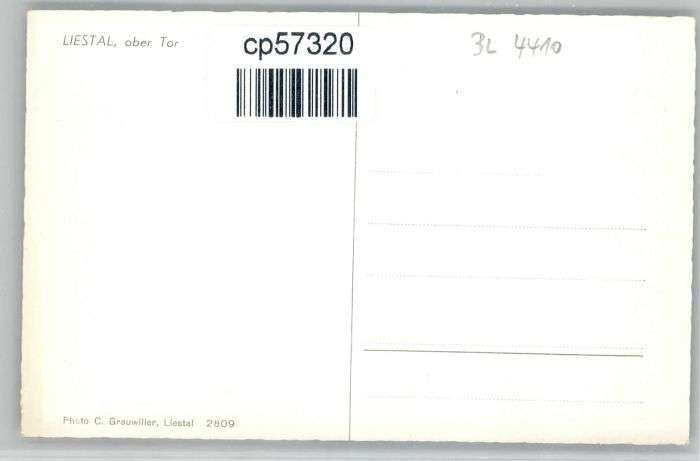 LIESTAL, ober Tor
cp57320
BL 4410
Photo C. Grauwiller, Liestal 2809